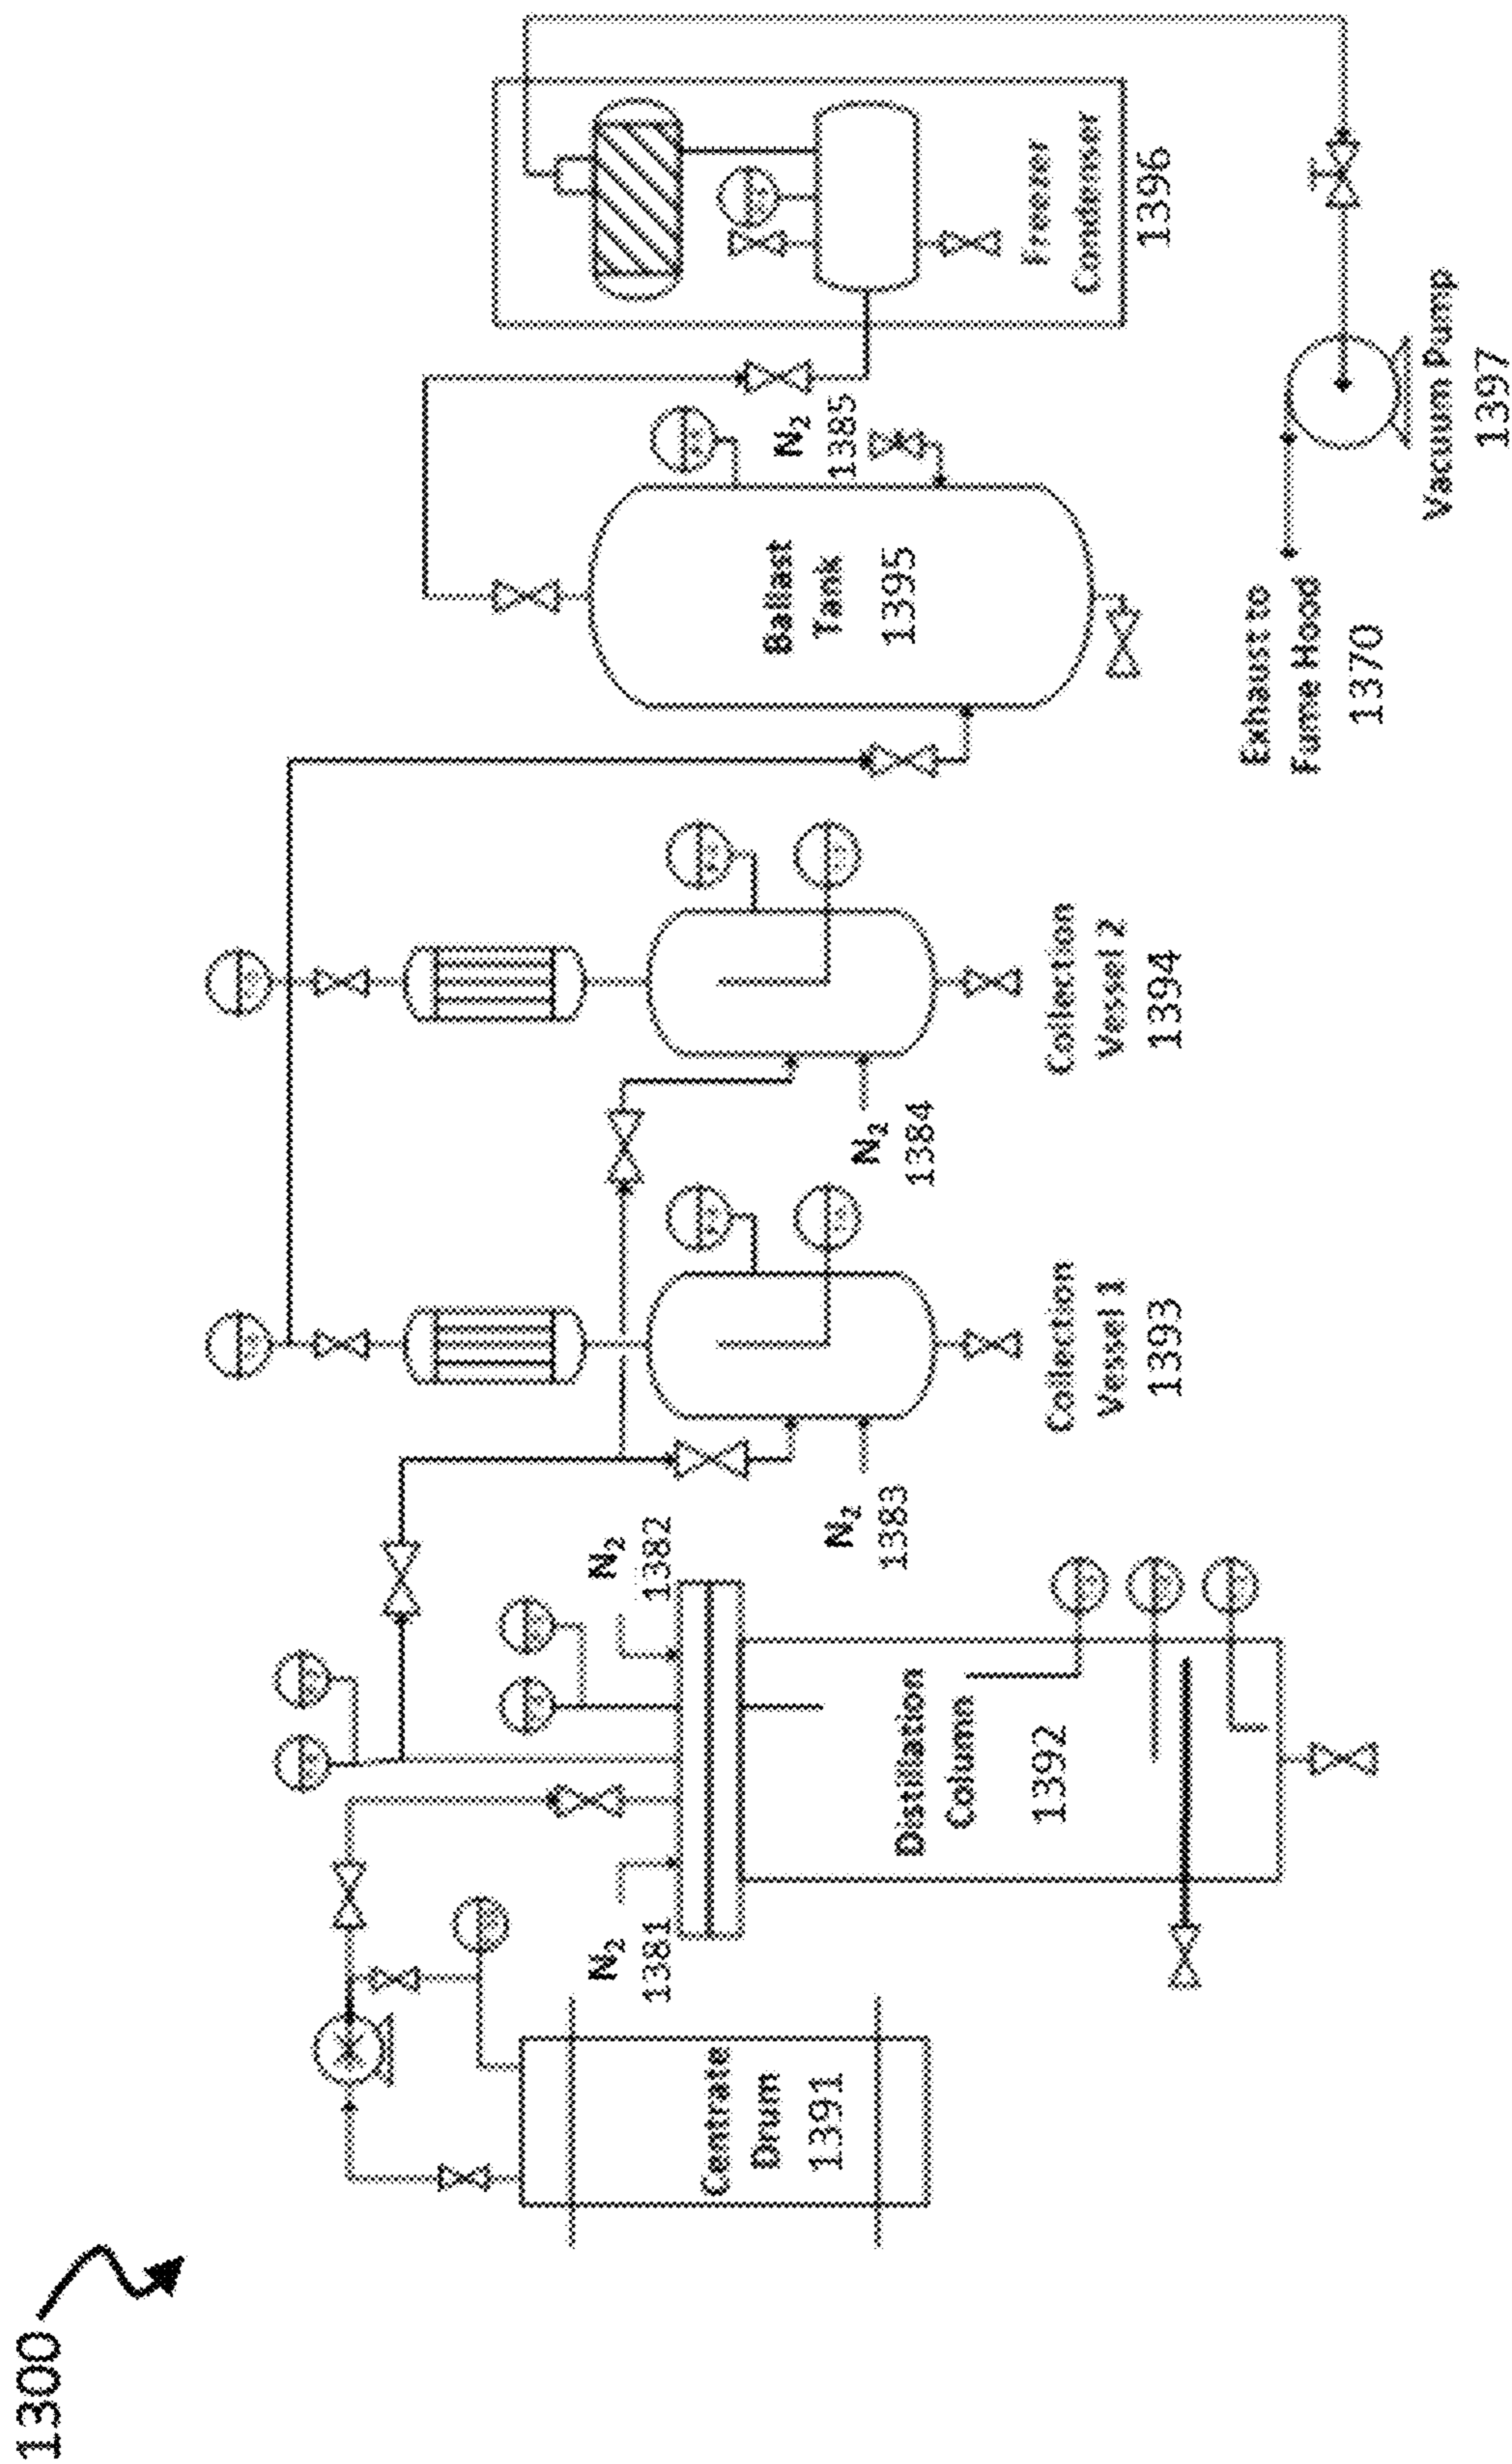 1300
Centrate
Drum
1391
N2
1381
N2
1382
Distillation
Column
1392
N2
1383
Collection
Vessel 1
1393
N2
1384
Collection
Vessel 2
1394
Ballast
Tank
1395
N2
1385
Freezer
Condenser
1396
Exhaust to
Fume Hood
1370
Vacuum Pump
1397